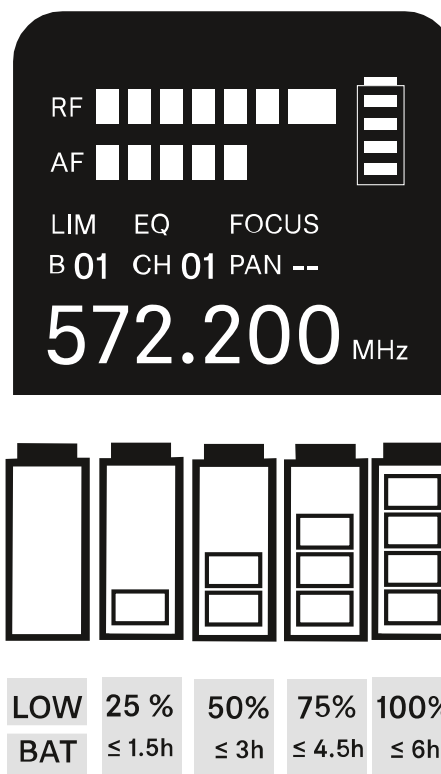 RF
AF
LIM EQ FOCUS
B 01 CH 01 PAN --
572.200 MHz
LOW 25 % 50% 75% 100%
BAT ≤ 1.5h ≤ 3h ≤ 4.5h ≤ 6h